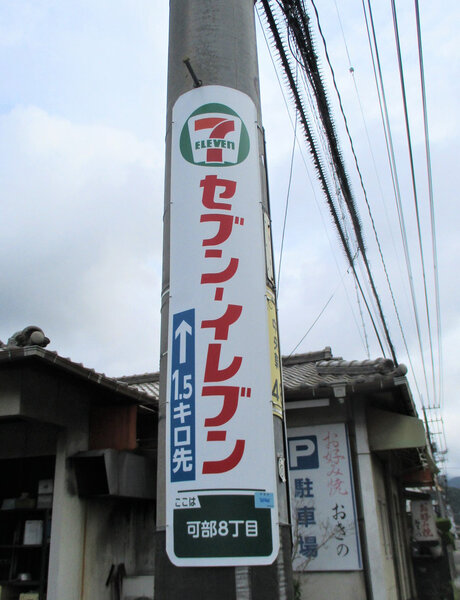 7
ELEVEN
セブン-イレブン
↑1.5キロ先
ここは
可部8丁目
P駐車場
お好み焼
おきの